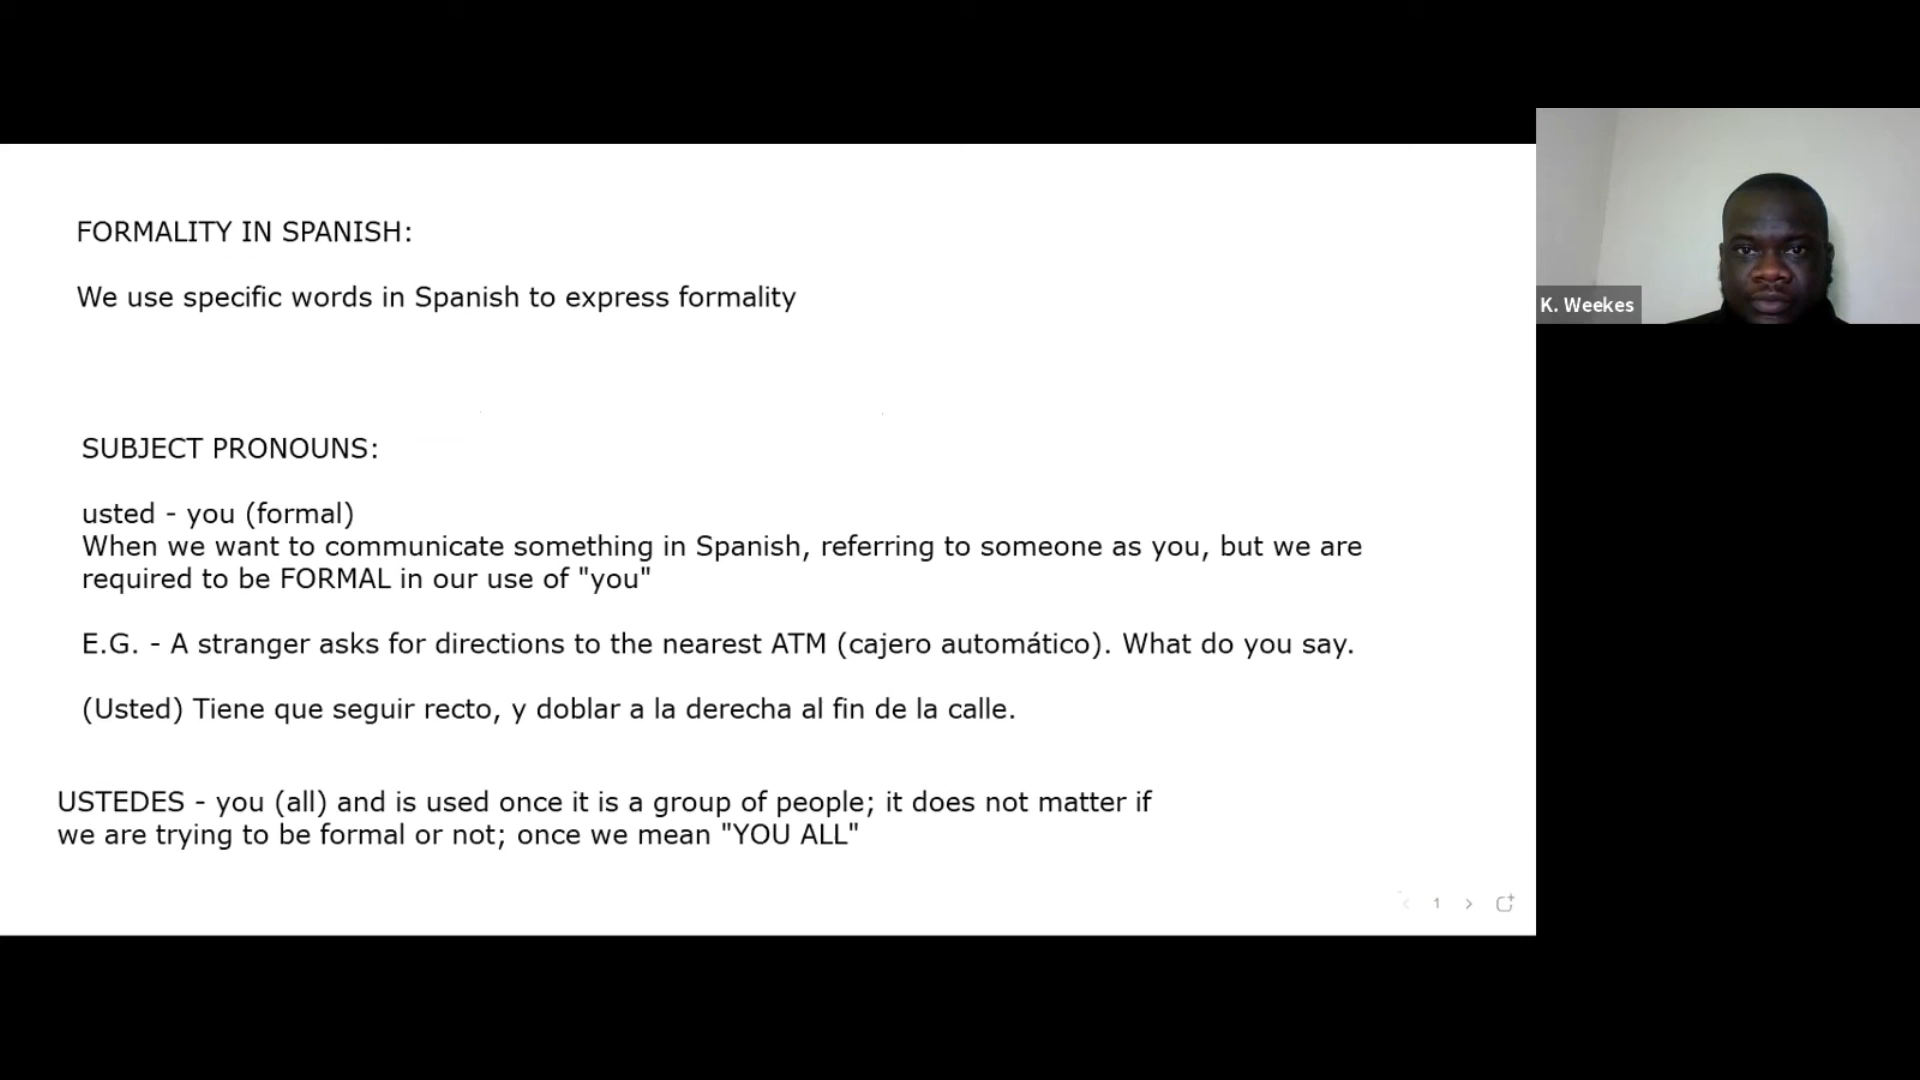 FORMALITY IN SPANISH:
We use specific words in Spanish to express formality
K. Weekes
SUBJECT PRONOUNS:
usted - you (formal)
When we want to communicate something in Spanish, referring to someone as you, but we are
required to be FORMAL in our use of "you"
E.G. - A stranger asks for directions to the nearest ATM (cajero automático). What do you say.
(Usted) Tiene que seguir recto, y doblar a la derecha al fin de la calle.
USTEDES - you (all) and is used once it is a group of people; it does not matter if
we are trying to be formal or not; once we mean "YOU ALL"
1